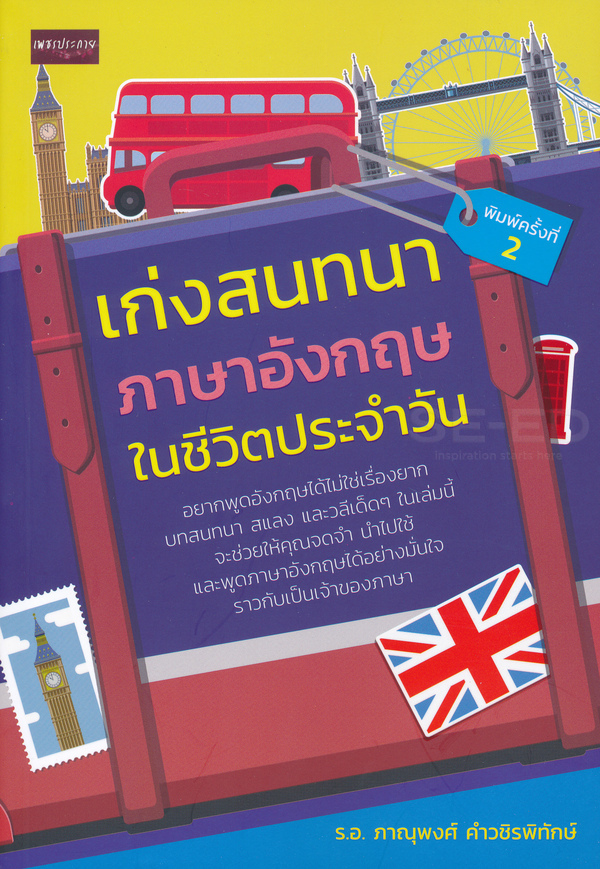 เพชรประกาย
พิมพ์ครั้งที่
2
เก่งสนทนา
ภาษาอังกฤษ
ในชีวิตประจำวัน
SE-ED
Inspiration starts here
อยากพูดอังกฤษได้ไม่ใช่เรื่องยาก
บทสนทนา สแลง และวลีเด็ดๆ ในเล่มนี้
จะช่วยให้คุณจดจำ นำไปใช้
และพูดภาษาอังกฤษได้อย่างมั่นใจ
ราวกับเป็นเจ้าของภาษา
ร.อ. ภาณุพงศ์ คำวชิรพิทักษ์